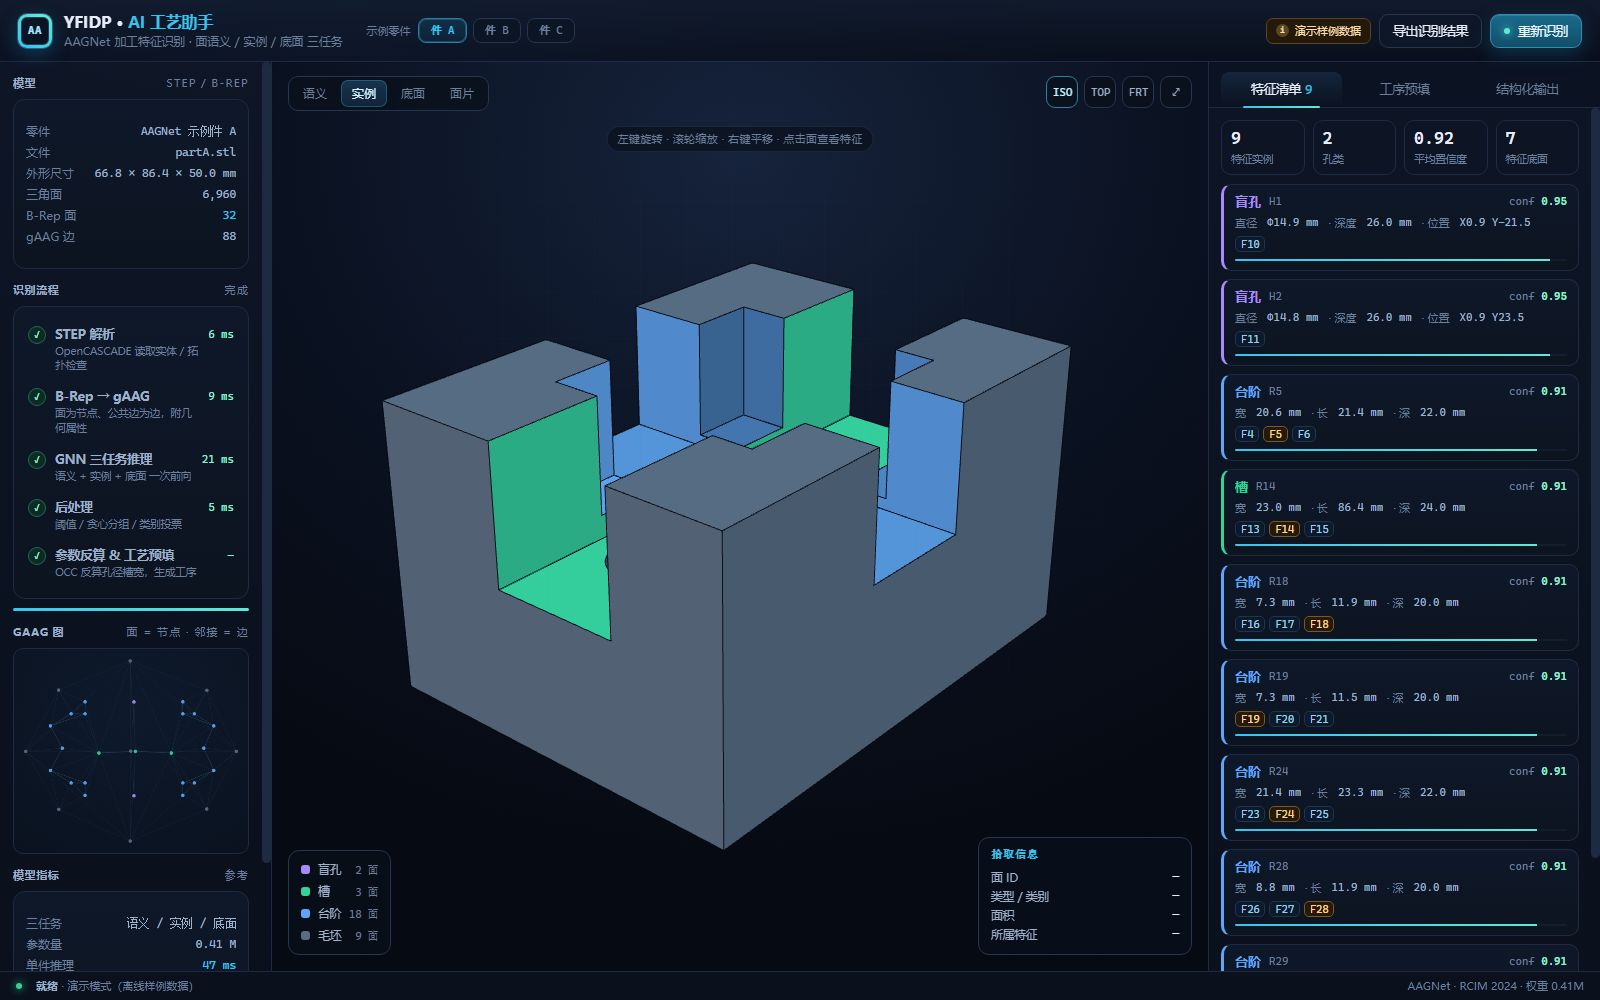 AA
YFIDP • AI 工艺助手
AAGNet 加工特征识别 · 面语义 / 实例 / 底面 三任务
示例零件 件 A 件 B 件 C
i 演示样例数据
导出识别结果
重新识别
模型 STEP / B-REP
零件 AAGNet 示例件 A
文件 partA.stl
外形尺寸 66.8 × 86.4 × 50.0 mm
三角面 6,960
B-Rep 面 32
gAAG 边 88
识别流程 完成
STEP 解析 6 ms
OpenCASCADE 读取实体 / 拓
扑检查
B-Rep → gAAG 9 ms
面为节点、公共边为边，附几
何属性
GNN 三任务推理 21 ms
语义 + 实例 + 底面 一次前向
后处理 5 ms
阈值 / 贪心分组 / 类别投票
参数反算 & 工艺预填 —
OCC 反算孔径槽宽，生成工序
GAAG 图 面 = 节点 · 邻接 = 边
模型指标 参考
三任务 语义 / 实例 / 底面
参数量 0.41 M
单件推理 47 ms
语义 实例 底面 面片
ISO TOP FRT ⤢
左键旋转 · 滚轮缩放 · 右键平移 · 点击面查看特征
盲孔 2 面
槽 3 面
台阶 18 面
毛坯 9 面
拾取信息
面 ID —
类型 / 类别 —
面积 —
所属特征 —
特征清单 9 工序预填 结构化输出
9 2 0.92 7
特征实例 孔类 平均置信度 特征底面
盲孔 H1 conf 0.95
直径 Φ14.9 mm · 深度 26.0 mm · 位置 X0.9 Y-21.5
F10
盲孔 H2 conf 0.95
直径 Φ14.8 mm · 深度 26.0 mm · 位置 X0.9 Y23.5
F11
台阶 R5 conf 0.91
宽 20.6 mm · 长 21.4 mm · 深 22.0 mm
F4 F5 F6
槽 R14 conf 0.91
宽 23.0 mm · 长 86.4 mm · 深 24.0 mm
F13 F14 F15
台阶 R18 conf 0.91
宽 7.3 mm · 长 11.9 mm · 深 20.0 mm
F16 F17 F18
台阶 R19 conf 0.91
宽 7.3 mm · 长 11.5 mm · 深 20.0 mm
F19 F20 F21
台阶 R24 conf 0.91
宽 21.4 mm · 长 23.3 mm · 深 22.0 mm
F23 F24 F25
台阶 R28 conf 0.91
宽 8.8 mm · 长 11.9 mm · 深 20.0 mm
F26 F27 F28
台阶 R29 conf 0.91
就绪 · 演示模式（离线样例数据）
AAGNet · RCIM 2024 · 权重 0.41M